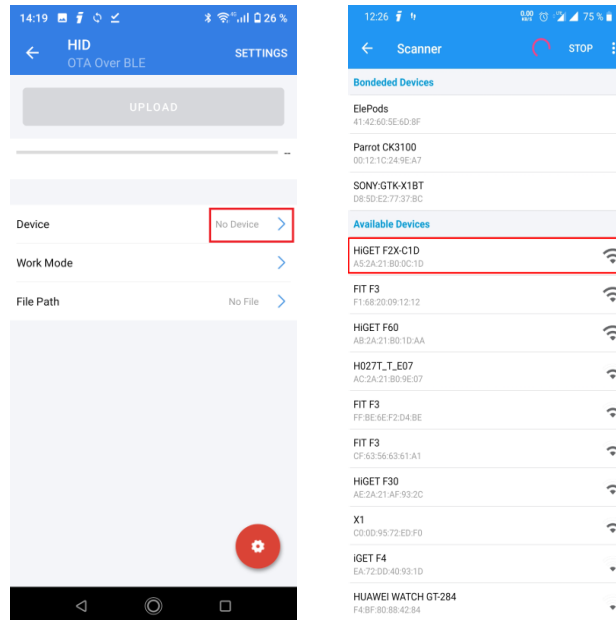 14:19
26 %
HID
OTA Over BLE
SETTINGS
UPLOAD
--
Device
No Device
Work Mode
File Path
No File
12:26
0.00
75 %
Scanner
STOP
Bondeded Devices
ElePods
41:42:60:5E:6D:8F
Parrot CK3100
00:12:1C:24:9E:A7
SONY:GTK-X1BT
D8:5D:E2:77:37:BC
Available Devices
HiGET F2X-C1D
A5:2A:21:B0:0C:1D
FIT F3
F1:68:20:09:12:12
HiGET F60
AB:2A:21:B0:1D:AA
H027T_T_E07
AC:2A:21:B0:9E:07
FIT F3
FF:BE:6E:F2:D4:BE
FIT F3
CF:63:56:63:61:A1
HiGET F30
AE:2A:21:AF:93:2C
X1
C0:0D:95:72:ED:F0
iGET F4
EA:72:DD:40:93:1D
HUAWEI WATCH GT-284
F4:BF:80:88:42:84